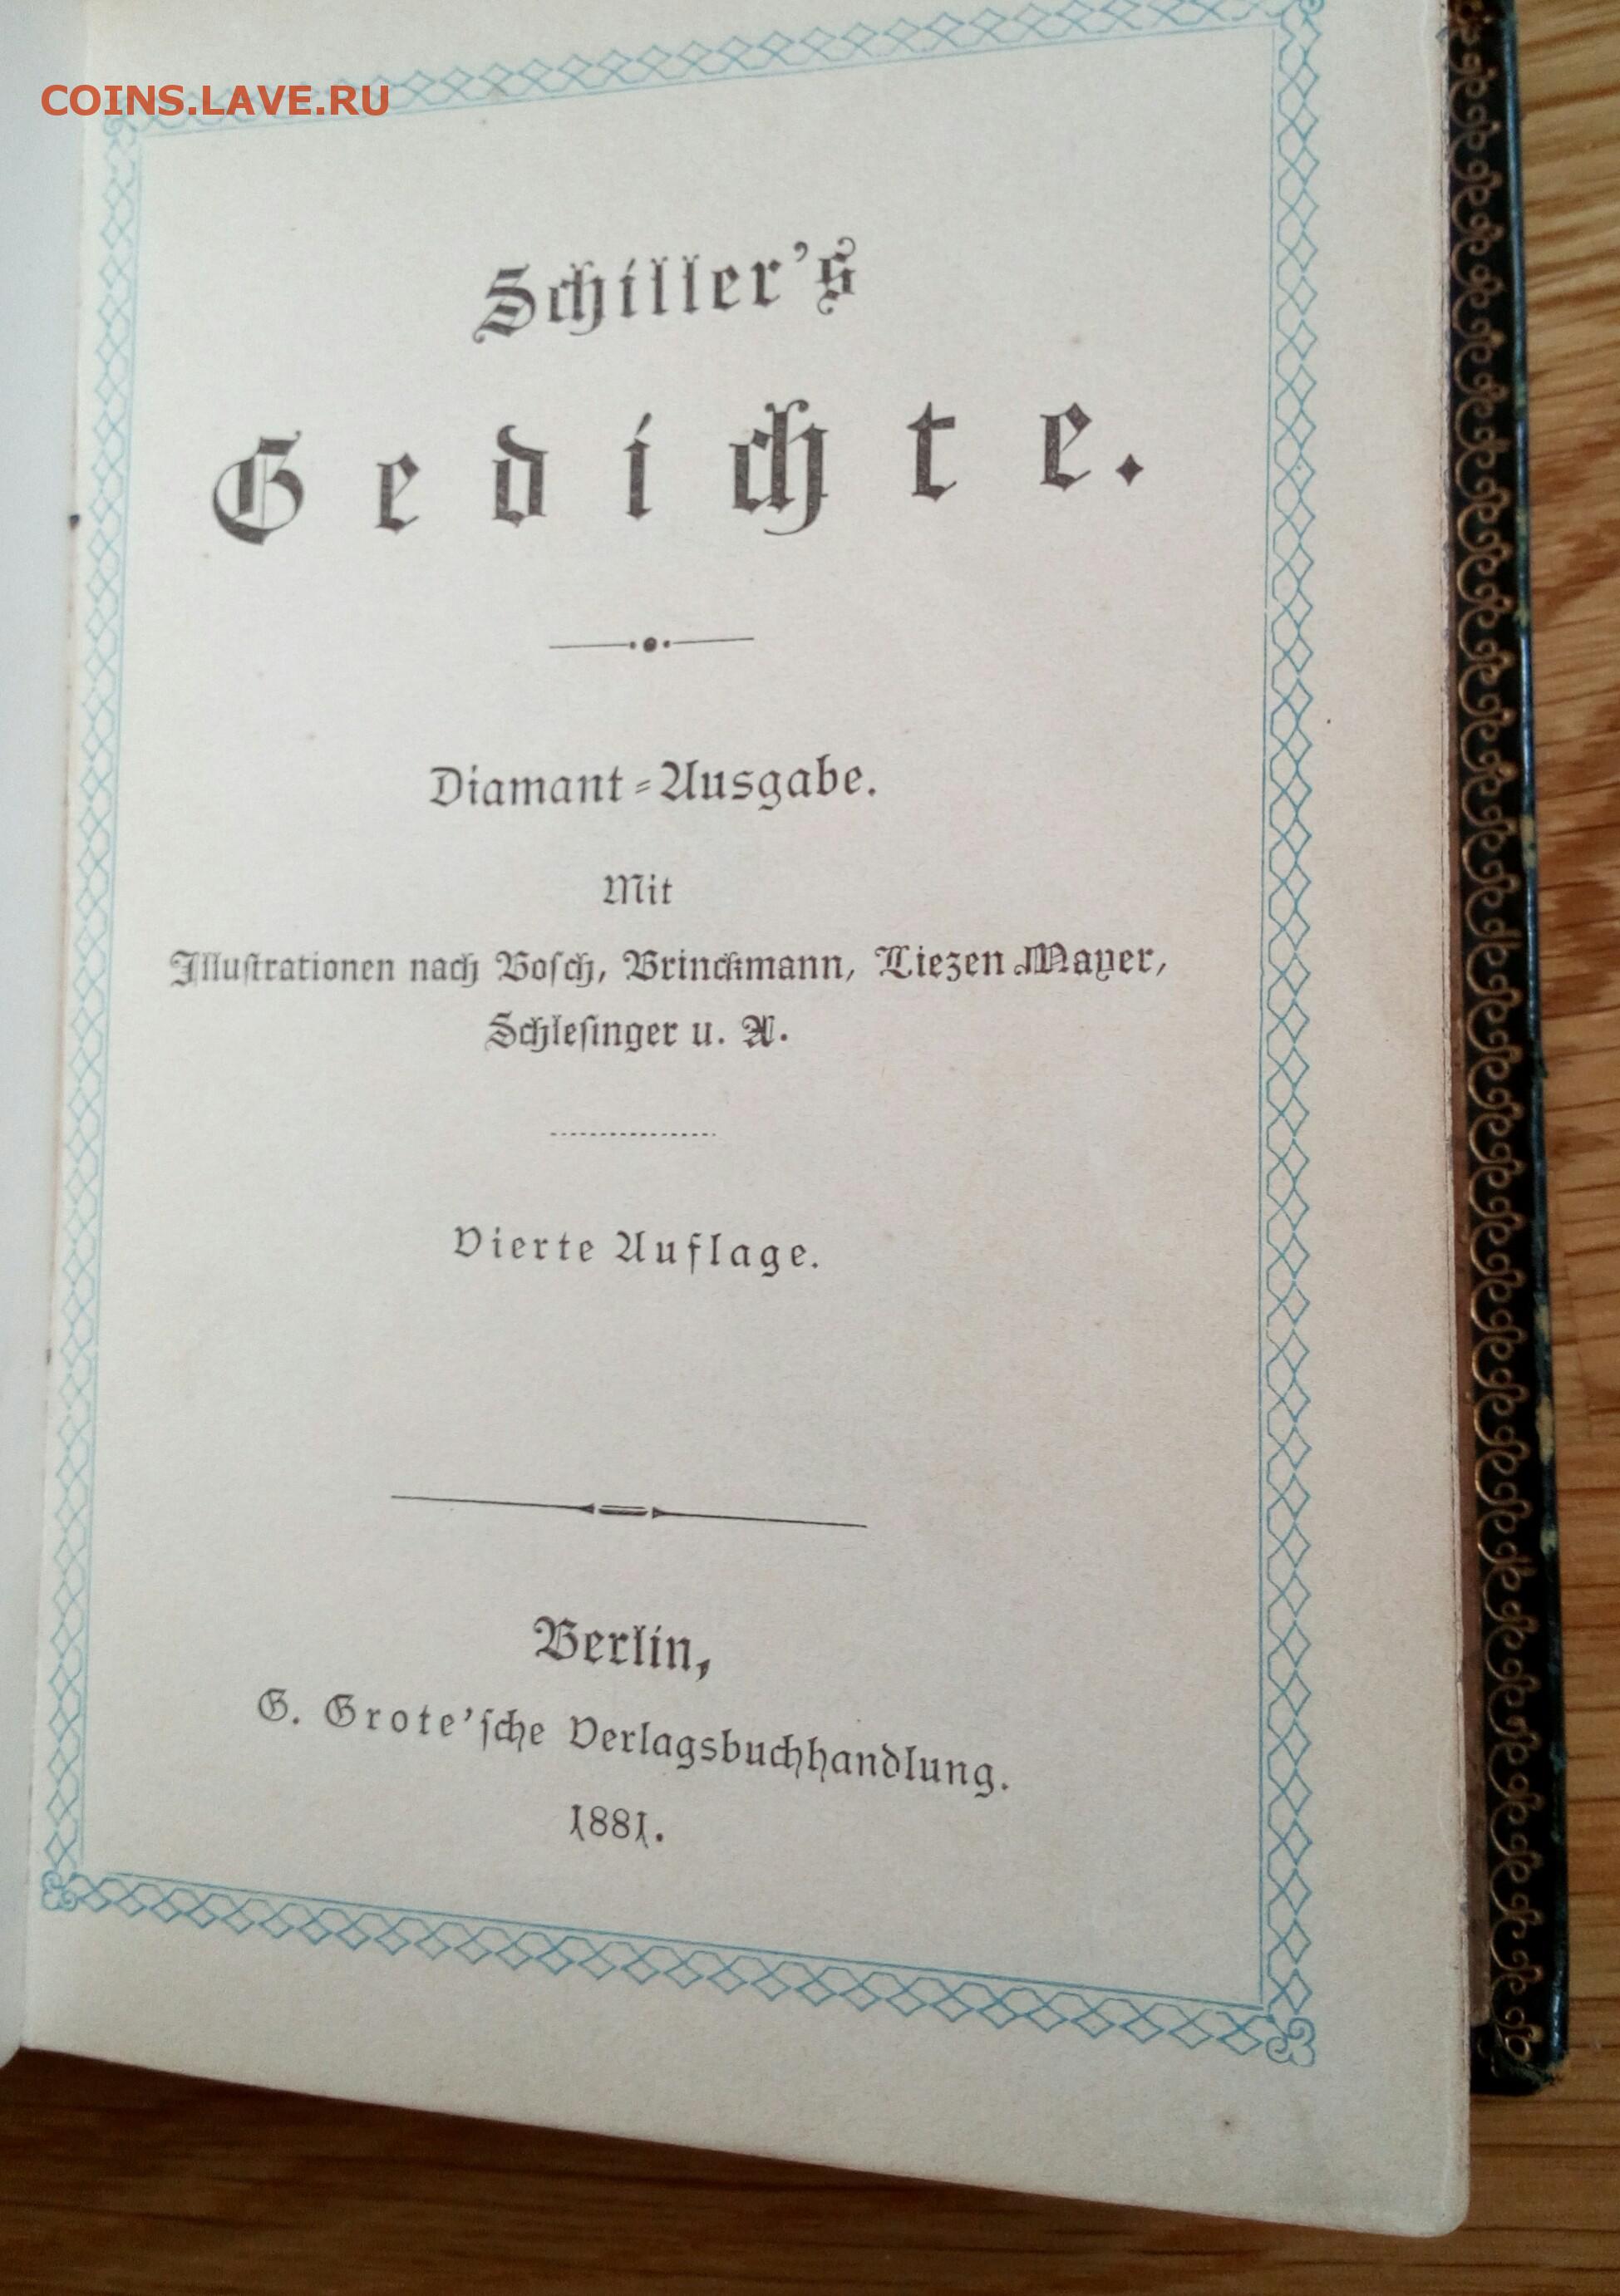 COINS.LAVE.RU
Schiller's
Gedichte.
Diamant-Ausgabe.
Mit
Illuſtrationen nach Boſch, Brinckmann, Liezen Mayer,
Schleſinger u. A.
Vierte Auflage.
Berlin,
G. Grote'ſche Verlagsbuchhandlung.
1881.